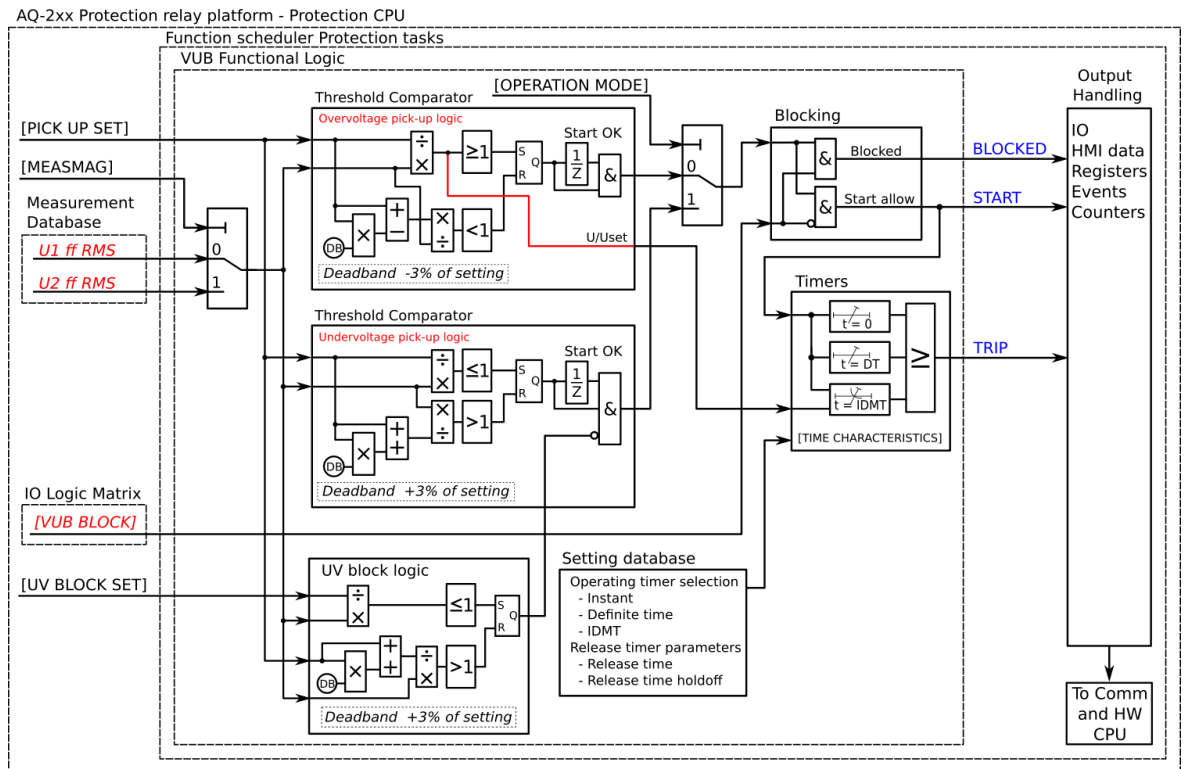 AQ-2xx Protection relay platform - Protection CPU
Function scheduler Protection tasks
VUB Functional Logic
[PICK UP SET]
[MEASMAG]
Measurement
Database
U1 ff RMS
U2 ff RMS
0
1
Threshold Comparator
Overvoltage pick-up logic
÷
×
≥1
S
R
Q
Start OK
1
Z
&
DB
×
+
−
×
÷
<1
U/Uset
Deadband -3% of setting
[OPERATION MODE]
0
1
Blocking
&
Blocked
&
Start allow
BLOCKED
START
Output
Handling
IO
HMI data
Registers
Events
Counters
Threshold Comparator
Undervoltage pick-up logic
÷
×
≤1
S
R
Q
Start OK
1
Z
&
DB
×
+
+
×
÷
>1
Deadband +3% of setting
Timers
t = 0
t = DT
t = IDMT
≥
[TIME CHARACTERISTICS]
TRIP
IO Logic Matrix
[VUB BLOCK]
[UV BLOCK SET]
UV block logic
÷
×
≤1
S
R
Q
DB
×
+
+
÷
×
>1
Deadband +3% of setting
Setting database
Operating timer selection
- Instant
- Definite time
- IDMT
Release timer parameters
- Release time
- Release time holdoff
To Comm
and HW
CPU